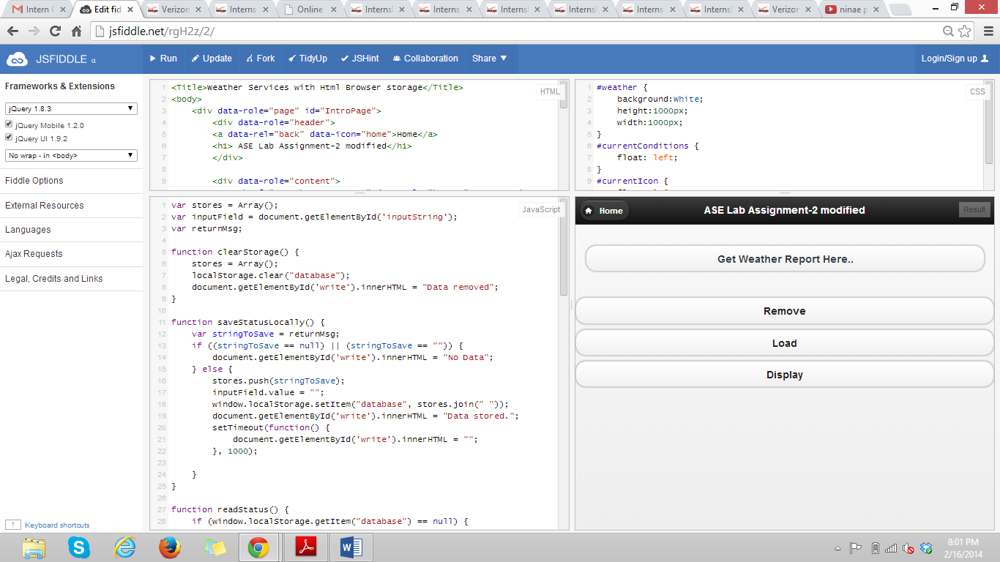 Intern
Edit fid
Verizon
Interns
Online
Interns
Interns
Interns
Interns
Interns
Interns
Verizon
ninae p
jsfiddle.net/rgH2z/2/
JSFIDDLE α
Run
Update
Fork
TidyUp
JSHint
Collaboration
Share
Login/Sign up
Frameworks & Extensions
jQuery 1.8.3
jQuery Mobile 1.2.0
jQuery UI 1.9.2
No wrap - in <body>
Fiddle Options
External Resources
Languages
Ajax Requests
Legal, Credits and Links
? Keyboard shortcuts
HTML
1 <Title>Weather Services with Html Browser storage</Title>
2 <body>
3 <div data-role="page" id="IntroPage">
4 <div data-role="header">
5 <a data-rel="back" data-icon="home">Home</a>
6 <h1> ASE Lab Assignment-2 modified</h1>
7 </div>
8
9 <div data-role="content">
CSS
1 #weather {
2 background:White;
3 height:1000px;
4 width:1000px;
5 }
6 #currentConditions {
7 float: left;
8 }
9 #currentIcon {
JavaScript
1 var stores = Array();
2 var inputField = document.getElementById('inputString');
3 var returnMsg;
4
5 function clearStorage() {
6 stores = Array();
7 localStorage.clear("database");
8 document.getElementById('write').innerHTML = "Data removed";
9 }
10
11 function saveStatusLocally() {
12 var stringToSave = returnMsg;
13 if ((stringToSave == null) || (stringToSave == "")) {
14 document.getElementById('write').innerHTML = "No Data";
15 } else {
16 stores.push(stringToSave);
17 inputField.value = "";
18 window.localStorage.setItem("database", stores.join(" "));
19 document.getElementById('write').innerHTML = "Data stored.";
20 setTimeout(function() {
21 document.getElementById('write').innerHTML = "";
22 }, 1000);
23
24 }
25 }
26
27 function readStatus() {
28 if (window.localStorage.getItem("database") == null) {
Home
ASE Lab Assignment-2 modified
Result
Get Weather Report Here..
Remove
Load
Display
8:01 PM
2/16/2014